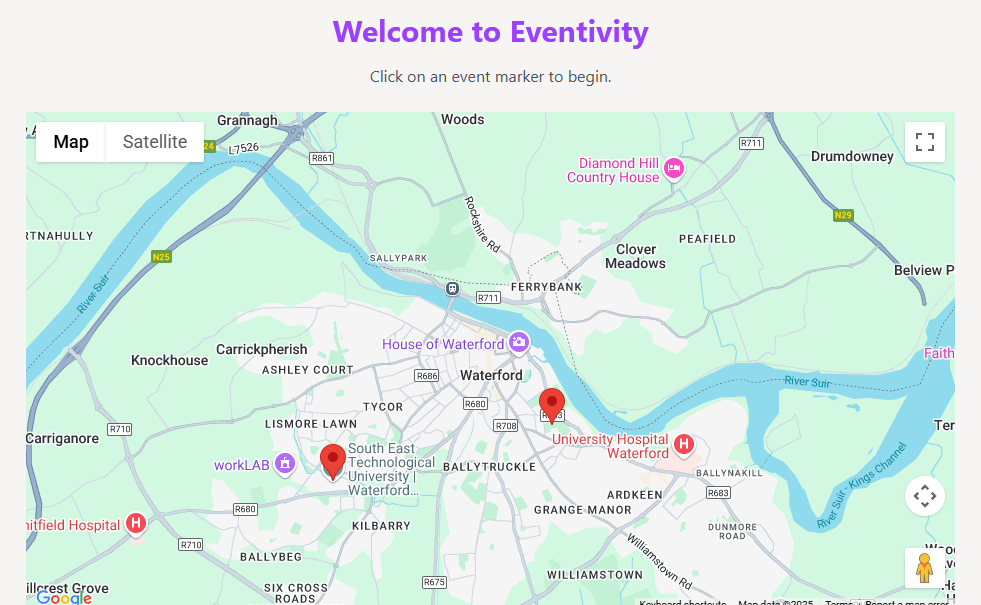 Welcome to Eventivity
Click on an event marker to begin.
Map
Satellite
Grannagh
Woods
24
L7526
R861
R711
Drumdowney
Diamond Hill
Country House
N29
Rockshire Rd
RTNAHULLY
SALLYPARK
Clover
Meadows
PEAFIELD
N25
Belview P
River Suir
R711
FERRYBANK
House of Waterford
Carrickpherish
Knockhouse
ASHLEY COURT
Faith
R686
Waterford
River Suir
TYCOR
R680
LISMORE LAWN
R708
Carriganore
R710
Ter
University Hospital
Waterford
South East
Technological
University |
Waterford...
workLAB
BALLYTRUCKLE
BALLYNAKILL
River Suir - Kings Channel
ARDKEEN
R683
R680
GRANGE MANOR
hitfield Hospital
KILBARRY
DUNMORE
ROAD
R710
BALLYBEG
Williamstown Rd
WILLIAMSTOWN
R675
SIX CROSS
ROADS
illcrest Grove
Google
Keyboard shortcuts
Map data ©2025
Terms
Report a map error